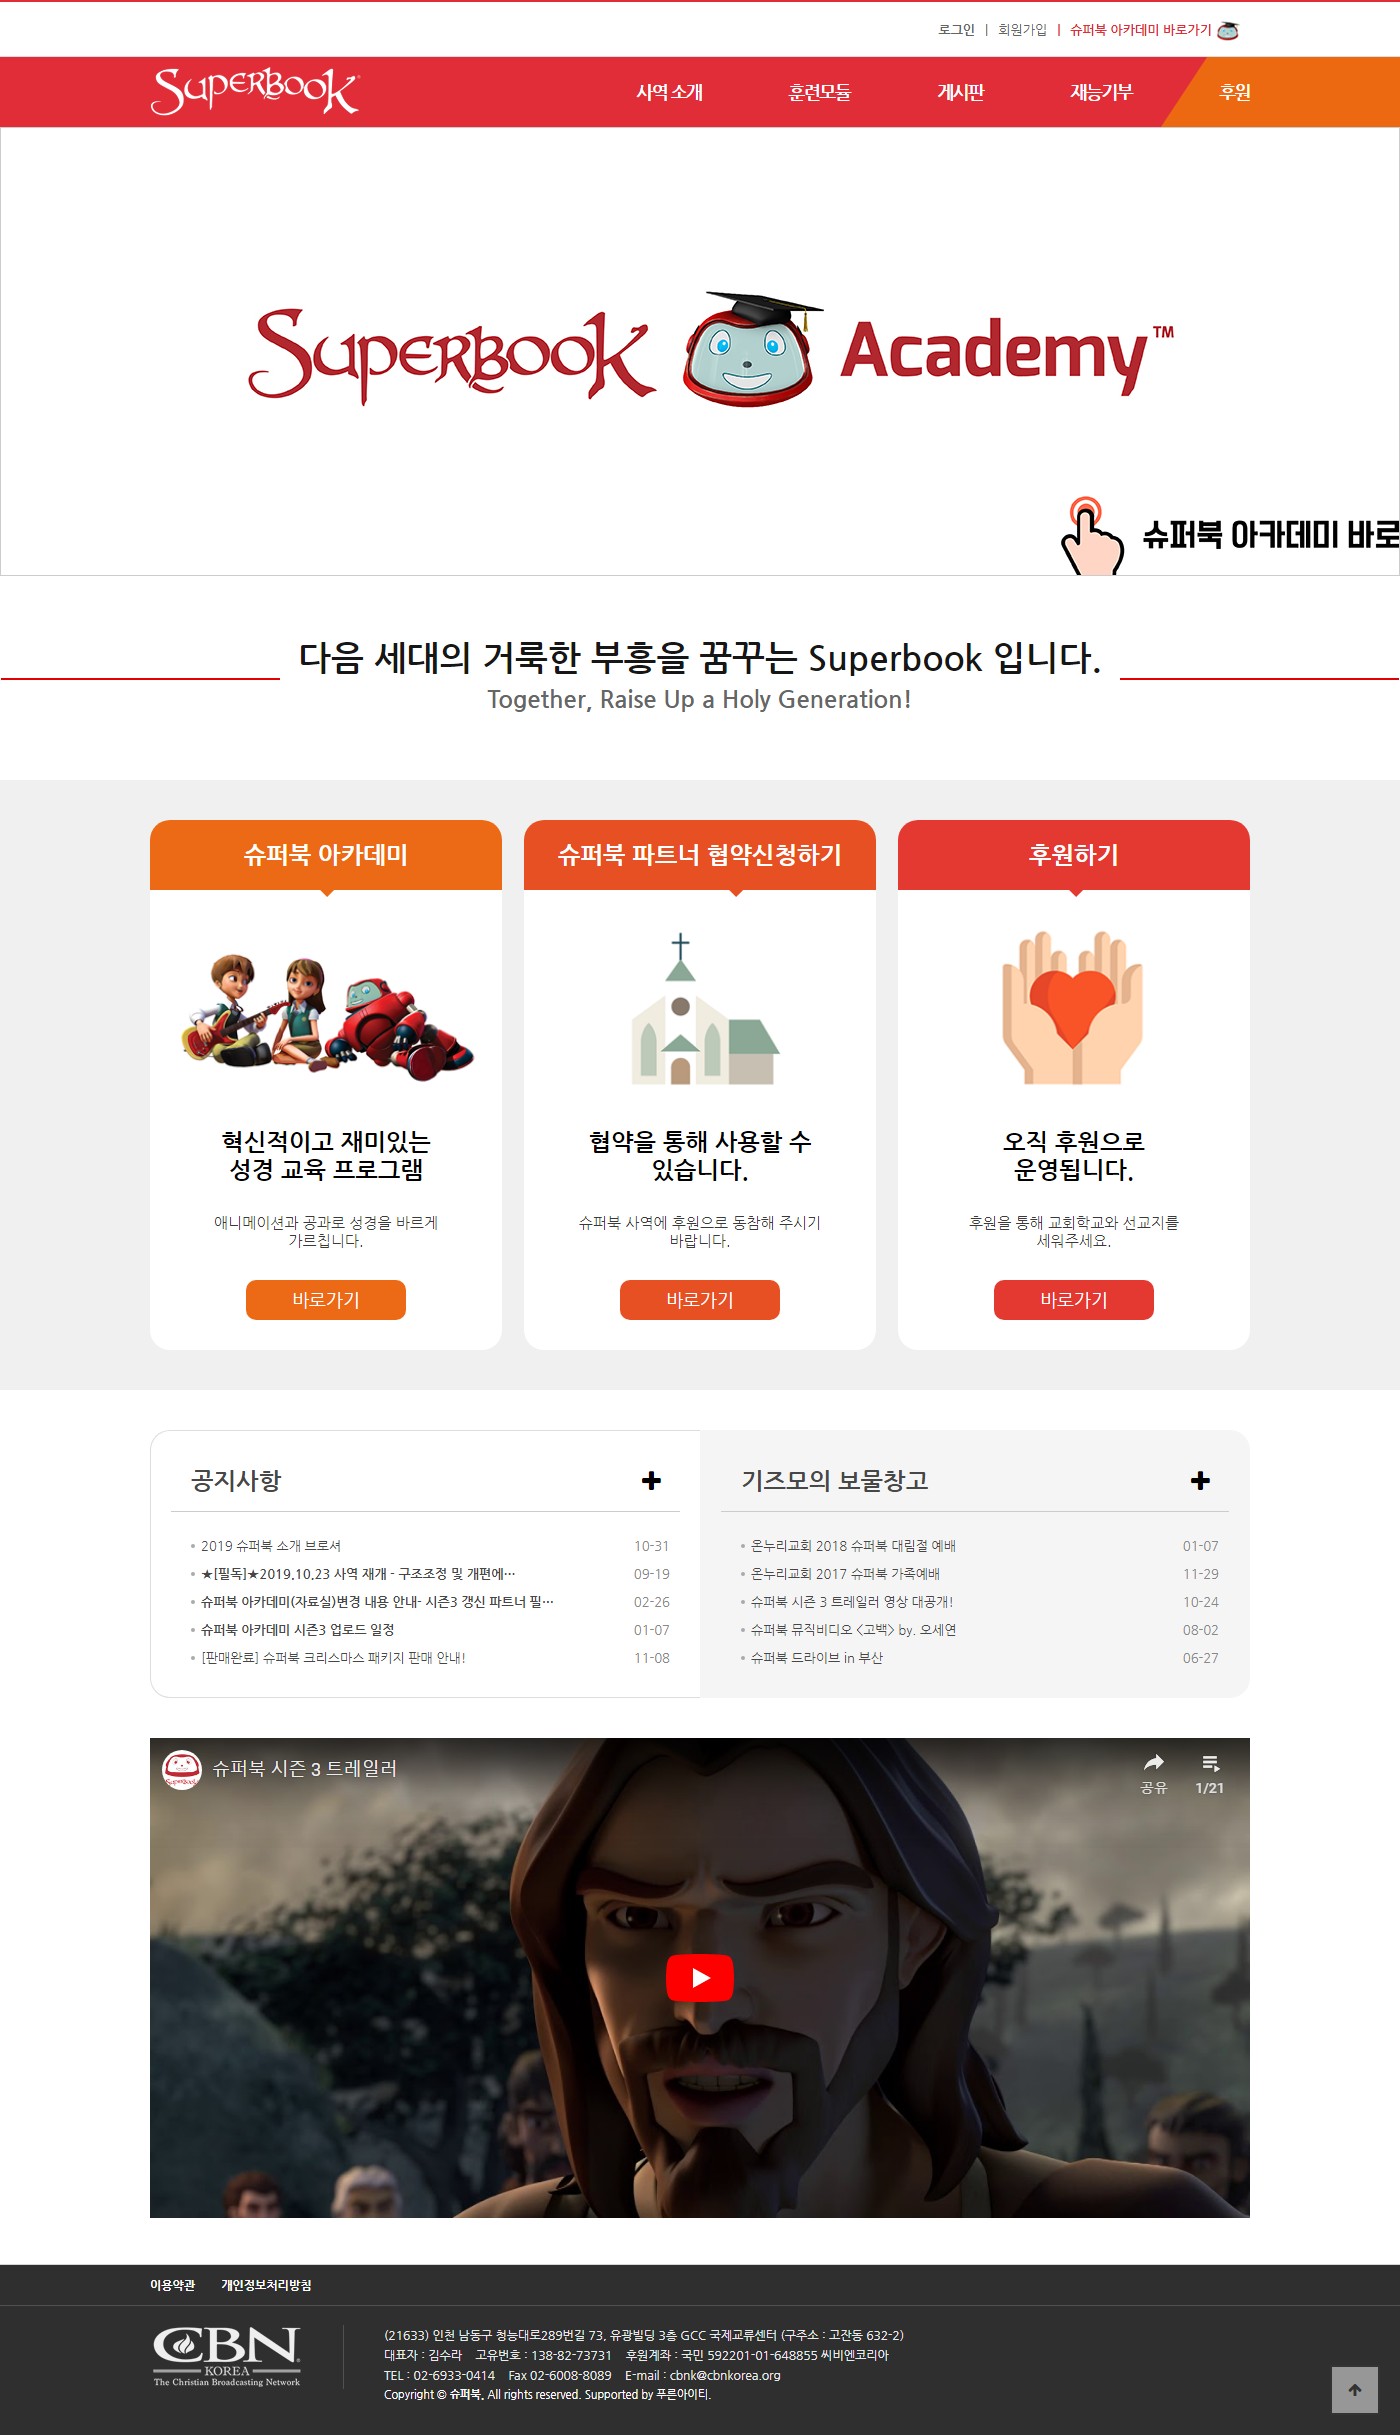 로그인 | 회원가입 | 슈퍼북 아카데미 바로가기
Superbook
사역 소개 훈련모듈 게시판 재능기부 후원
Superbook Academy™
슈퍼북 아카데미 바로
다음 세대의 거룩한 부흥을 꿈꾸는 Superbook 입니다.
Together, Raise Up a Holy Generation!
슈퍼북 아카데미
혁신적이고 재미있는
성경 교육 프로그램
애니메이션과 공과로 성경을 바르게
가르칩니다.
바로가기
슈퍼북 파트너 협약신청하기
협약을 통해 사용할 수
있습니다.
슈퍼북 사역에 후원으로 동참해 주시기
바랍니다.
바로가기
후원하기
오직 후원으로
운영됩니다.
후원을 통해 교회학교와 선교지를
세워주세요.
바로가기
공지사항
2019 슈퍼북 소개 브로셔 10-31
★[필독]★2019.10.23 사역 재개 - 구조조정 및 개편에… 09-19
슈퍼북 아카데미(자료실)변경 내용 안내- 시즌3 갱신 파트너 필… 02-26
슈퍼북 아카데미 시즌3 업로드 일정 01-07
[판매완료] 슈퍼북 크리스마스 패키지 판매 안내! 11-08
기즈모의 보물창고
온누리교회 2018 슈퍼북 대림절 예배 01-07
온누리교회 2017 슈퍼북 가족예배 11-29
슈퍼북 시즌 3 트레일러 영상 대공개! 10-24
슈퍼북 뮤직비디오 <고백> by. 오세연 08-02
슈퍼북 드라이브 in 부산 06-27
Superbook
슈퍼북 시즌 3 트레일러
공유 1/21
이용약관 개인정보처리방침
CBN
KOREA
The Christian Broadcasting Network
(21633) 인천 남동구 청능대로289번길 73, 유광빌딩 3층 GCC 국제교류센터 (구주소 : 고잔동 632-2)
대표자 : 김수라 고유번호 : 138-82-73731 후원계좌 : 국민 592201-01-648855 씨비엔코리아
TEL : 02-6933-0414 Fax 02-6008-8089 E-mail : cbnk@cbnkorea.org
Copyright © 슈퍼북. All rights reserved. Supported by 푸른아이티.